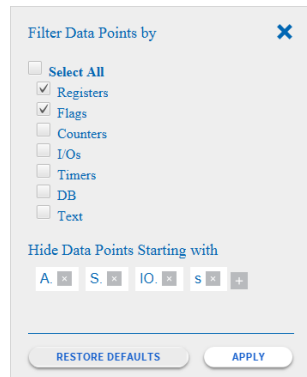 Filter Data Points by
Select All
Registers
Flags
Counters
I/Os
Timers
DB
Text
Hide Data Points Starting with
A. × S. × IO. × s × +
RESTORE DEFAULTS APPLY